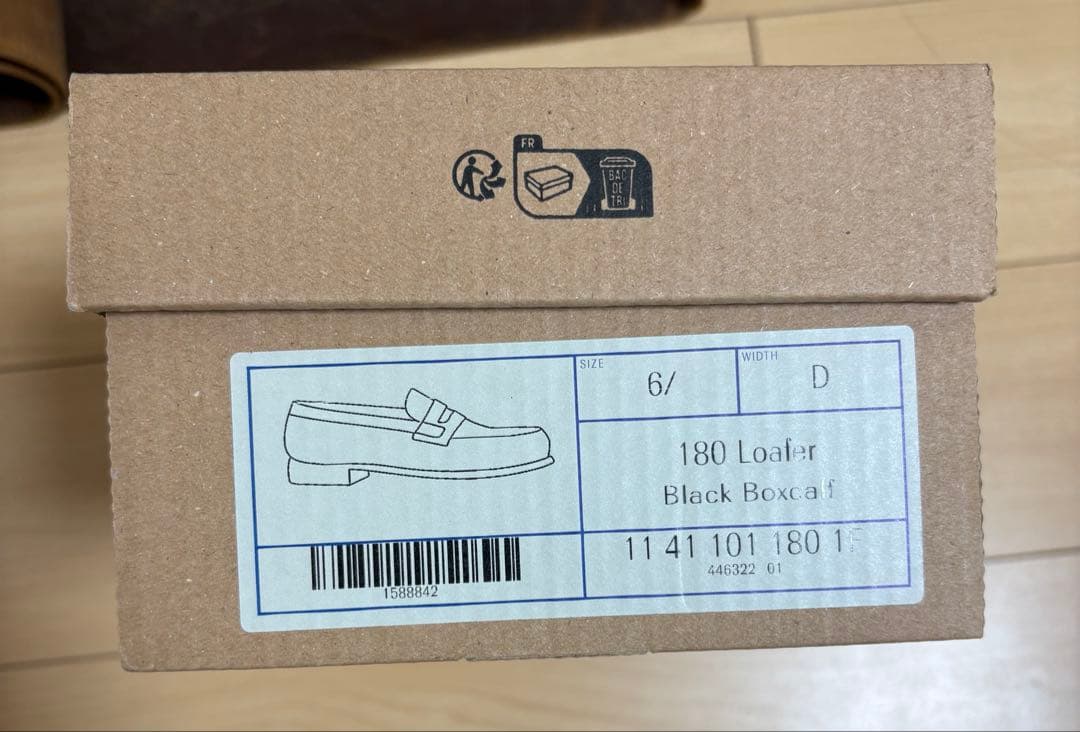 FR
BAC
DE
TRI
SIZE
6/
WIDTH
D
180 Loafer
Black Boxcalf
11 41 101 180 1F
446322 01
1588842